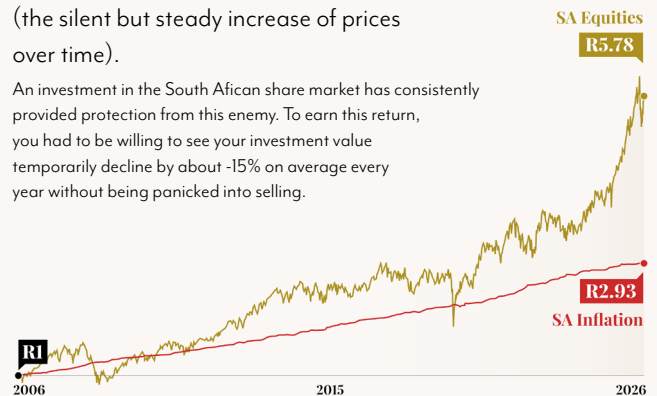 (the silent but steady increase of prices
over time).
An investment in the South Afican share market has consistently
provided protection from this enemy. To earn this return,
you had to be willing to see your investment value
temporarily decline by about -15% on average every
year without being panicked into selling.
SA Equities
R5.78
R2.93
SA Inflation
R1
2006
2015
2026